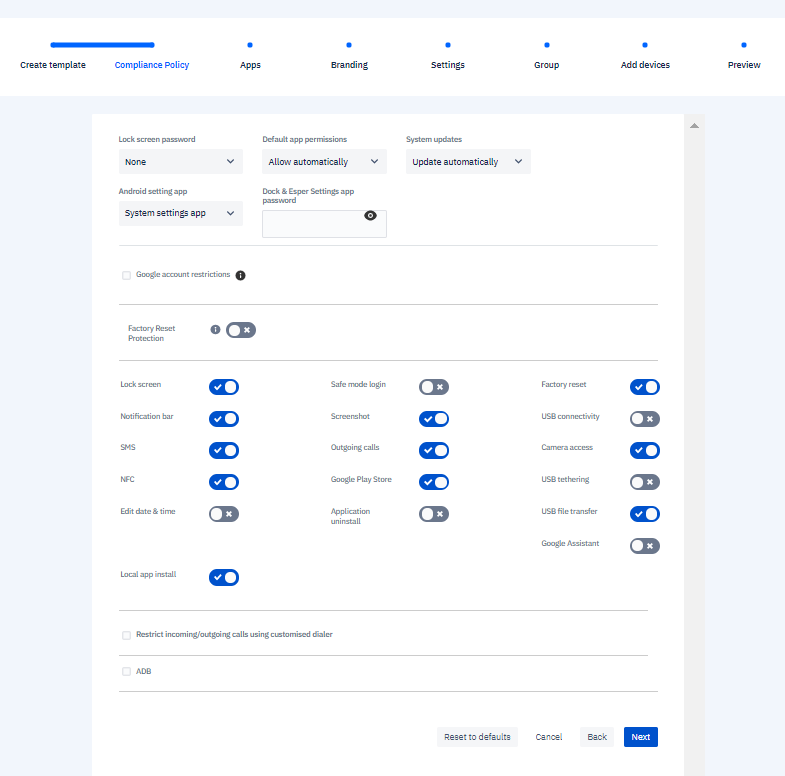 Create template
Compliance Policy
Apps
Branding
Settings
Group
Add devices
Preview
Lock screen password
Default app permissions
System updates
None
Allow automatically
Update automatically
Android setting app
Dock & Esper Settings app
password
System settings app
Google account restrictions
Factory Reset
Protection
Lock screen
Safe mode login
Factory reset
Notification bar
Screenshot
USB connectivity
SMS
Outgoing calls
Camera access
NFC
Google Play Store
USB tethering
Edit date & time
Application
uninstall
USB file transfer
Google Assistant
Local app install
Restrict incoming/outgoing calls using customised dialer
ADB
Reset to defaults
Cancel
Back
Next